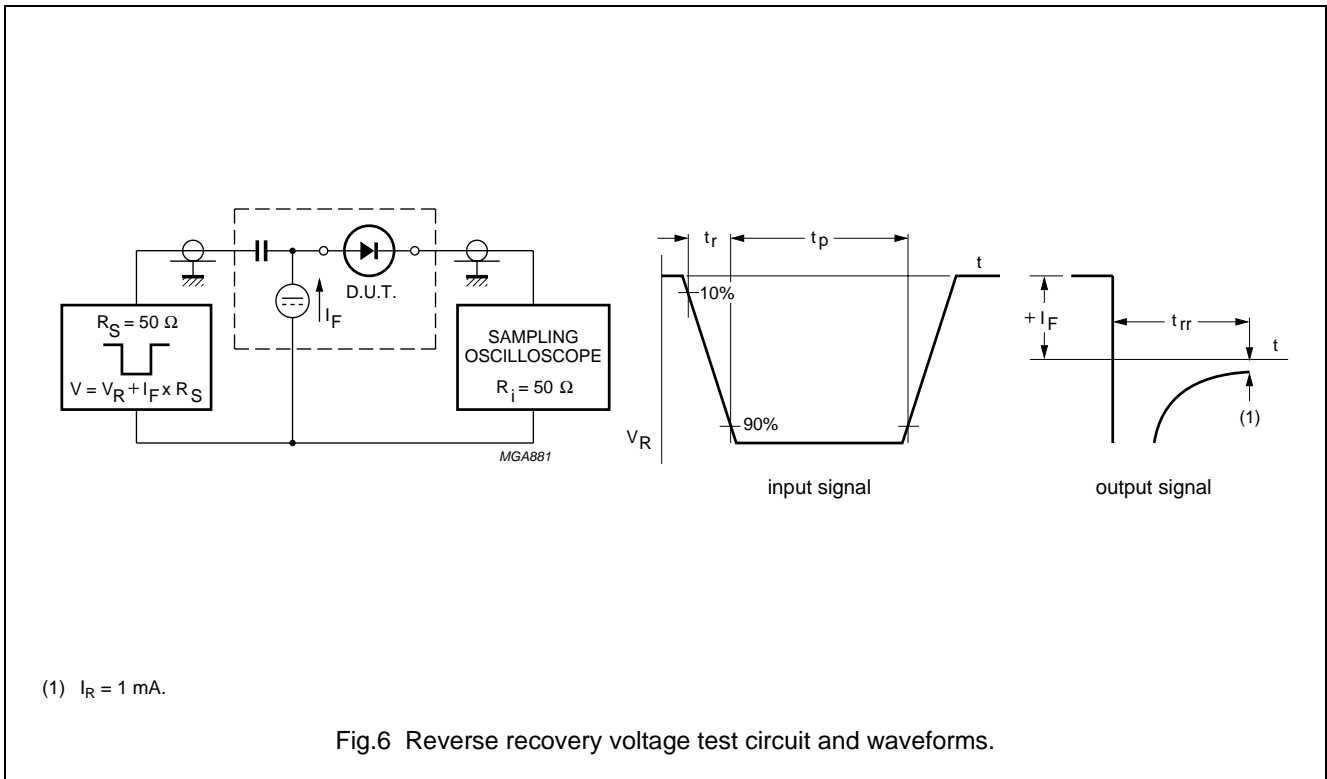 D.U.T.
I_F
R_S = 50 Ω
V = V_R + I_F x R_S
SAMPLING
OSCILLOSCOPE
R_i = 50 Ω
MGA881
t_r
t_p
t
10%
90%
V_R
input signal
+ I_F
t_rr
t
(1)
output signal
(1) I_R = 1 mA.
Fig.6 Reverse recovery voltage test circuit and waveforms.